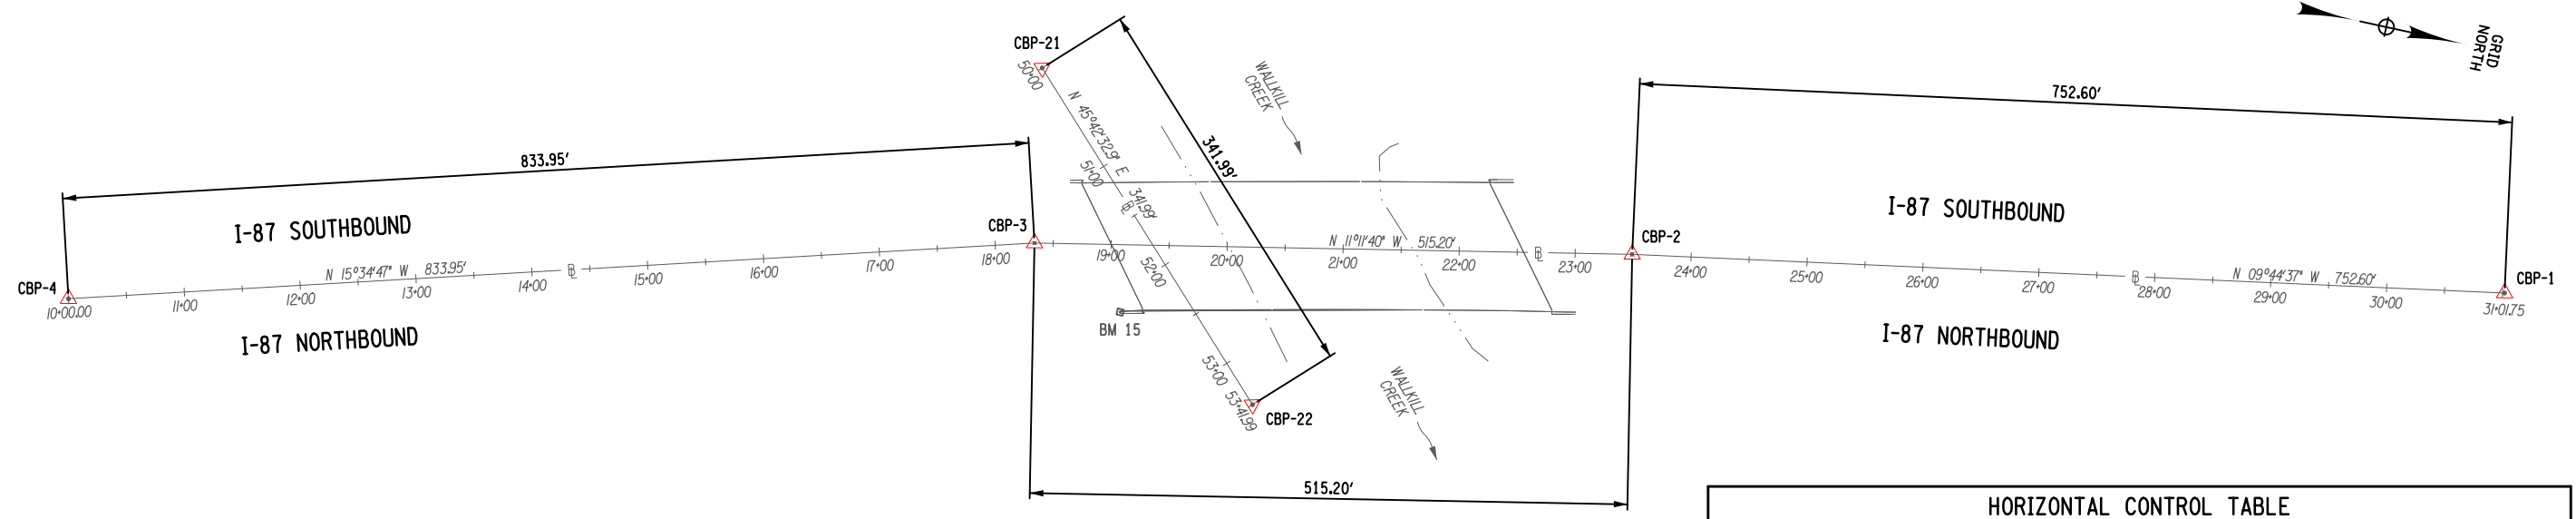 GRID
NORTH
CBP-21
50+00
N 45°42'32.9" E 341.99'
51+00
52+00
53+00
53+41.99
CBP-22
341.99'
WALLKILL
CREEK
752.60'
833.95'
I-87 SOUTHBOUND
I-87 SOUTHBOUND
CBP-3
CBP-2
N 15°34'47" W 833.95'
N 11°11'40" W 515.20'
N 09°44'37" W 752.60'
CBP-4
CBP-1
10+00.00
11+00
12+00
13+00
14+00
15+00
16+00
17+00
18+00
19+00
20+00
21+00
22+00
23+00
24+00
25+00
26+00
27+00
28+00
29+00
30+00
31+01.75
BM 15
I-87 NORTHBOUND
I-87 NORTHBOUND
WALLKILL
CREEK
515.20'
HORIZONTAL CONTROL TABLE